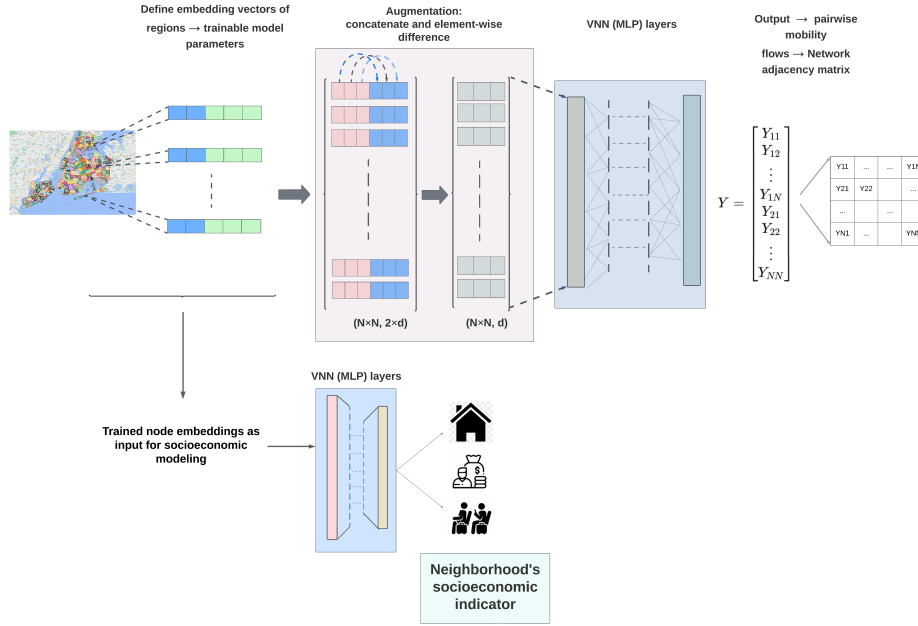 Define embedding vectors of
regions → trainable model
parameters
Augmentation:
concatenate and element-wise
difference
VNN (MLP) layers
Output → pairwise
mobility
flows → Network
adjacency matrix
(N×N, 2×d)
(N×N, d)
Y =
Y11
Y12
⋮
Y1N
Y21
Y22
⋮
YNN
Y11 ... ... Y1N
Y21 Y22 ...
... ...
YN1 ... YNN
VNN (MLP) layers
Trained node embeddings as
input for socioeconomic
modeling
$
Neighborhood's
socioeconomic
indicator